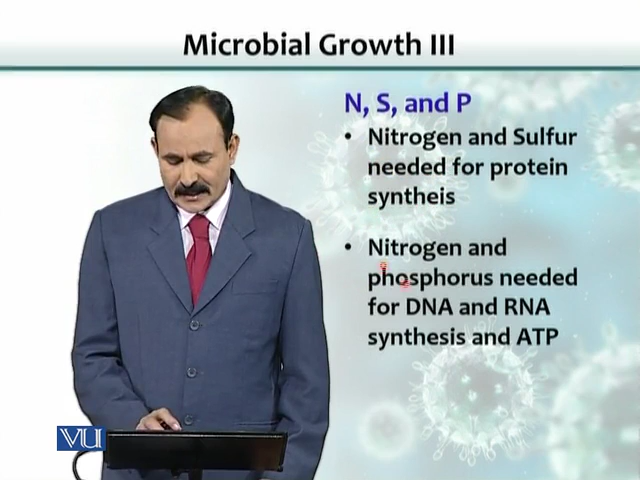 Microbial Growth III
N, S, and P
• Nitrogen and Sulfur
needed for protein
syntheis
• Nitrogen and
phosphorus needed
for DNA and RNA
synthesis and ATP
VU